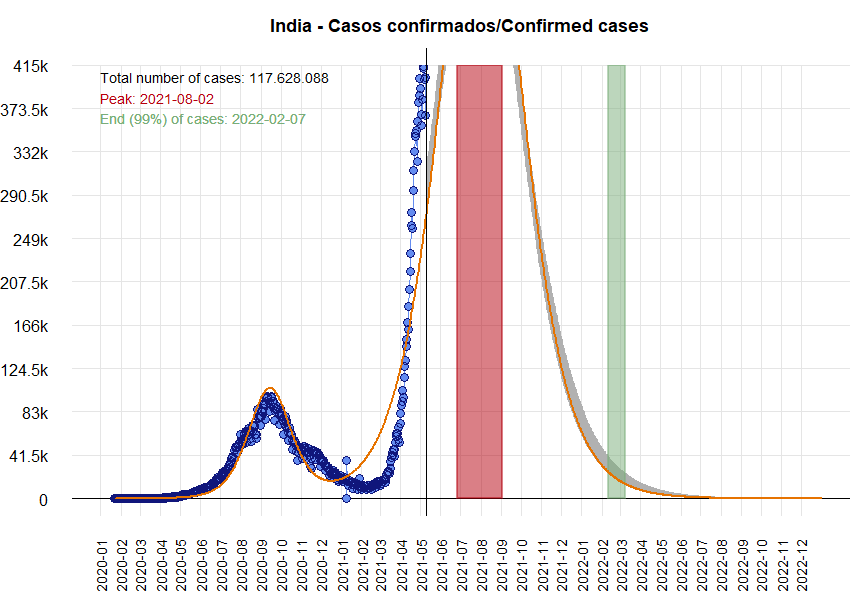 India - Casos confirmados/Confirmed cases
Total number of cases: 117.628.088
Peak: 2021-08-02
End (99%) of cases: 2022-02-07
415k
373.5k
332k
290.5k
249k
207.5k
166k
124.5k
83k
41.5k
0
2020-01
2020-02
2020-03
2020-04
2020-05
2020-06
2020-07
2020-08
2020-09
2020-10
2020-11
2020-12
2021-01
2021-02
2021-03
2021-04
2021-05
2021-06
2021-07
2021-08
2021-09
2021-10
2021-11
2021-12
2022-01
2022-02
2022-03
2022-04
2022-05
2022-06
2022-07
2022-08
2022-09
2022-10
2022-11
2022-12